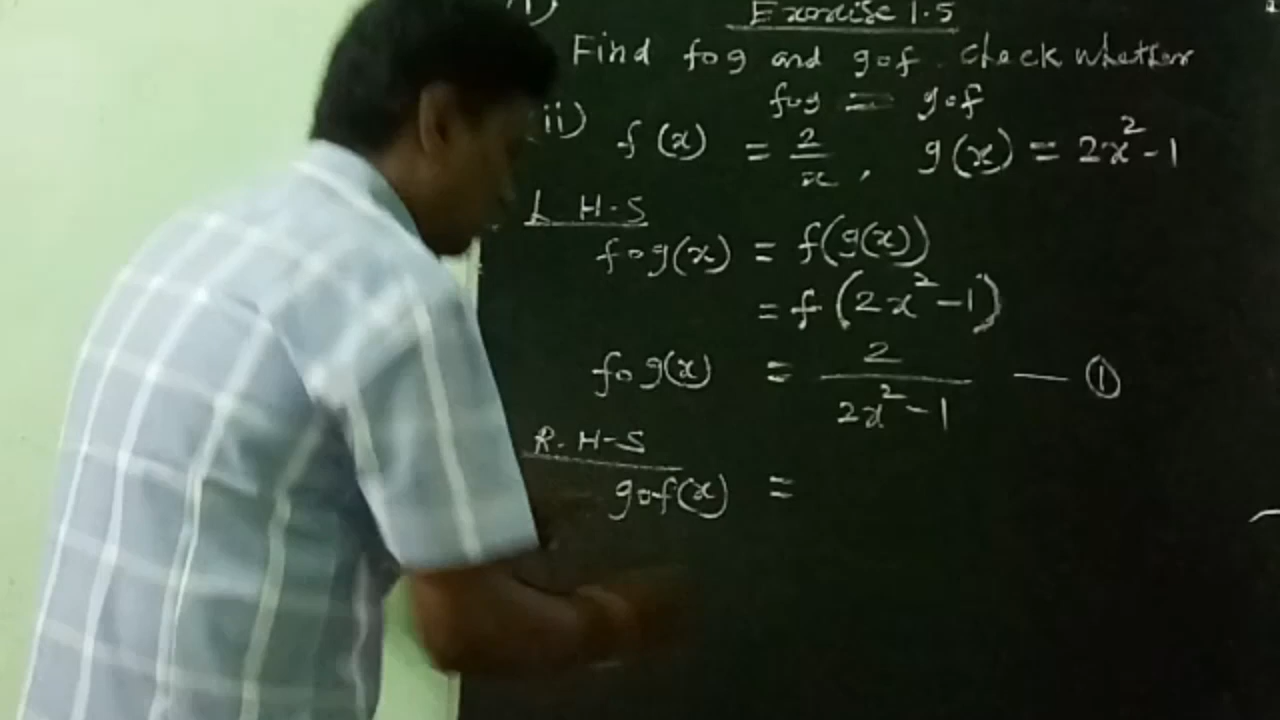 Exercise 1.5
Find fog and gof. Check whether
fog = gof
ii) f(x) = 2/x, g(x) = 2x²-1
L.H.S
fog(x) = f(g(x))
= f(2x²-1)
fog(x) = 2/(2x²-1) — ①
R.H.S
gof(x) =